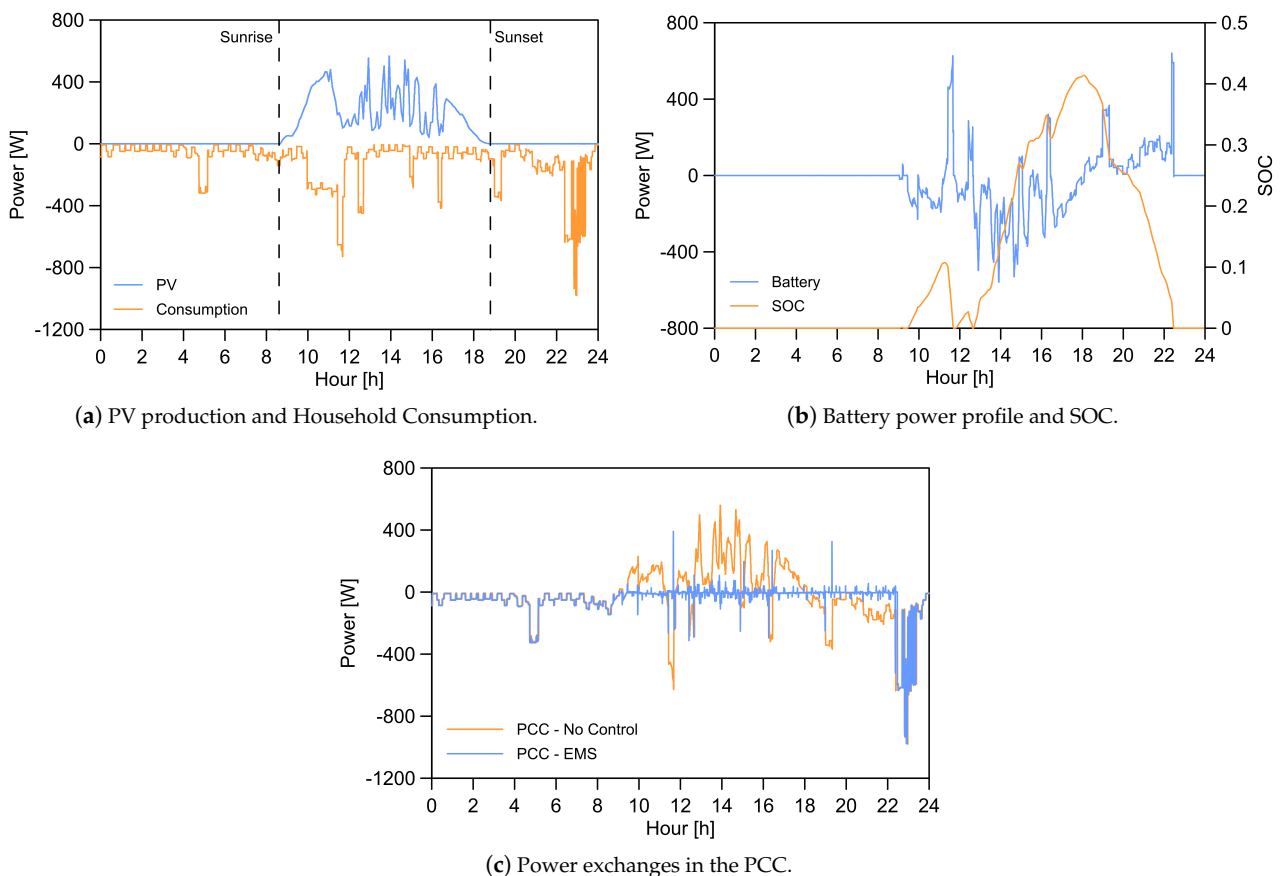 800
400
0
-400
-800
-1200
Power [W]
Sunrise
Sunset
PV
Consumption
0 2 4 6 8 10 12 14 16 18 20 22 24
Hour [h]
(a) PV production and Household Consumption.
800
400
0
-400
-800
Power [W]
0.5
0.4
0.3
0.2
0.1
0
SOC
Battery
SOC
0 2 4 6 8 10 12 14 16 18 20 22 24
Hour [h]
(b) Battery power profile and SOC.
800
400
0
-400
-800
-1200
Power [W]
PCC - No Control
PCC - EMS
0 2 4 6 8 10 12 14 16 18 20 22 24
Hour [h]
(c) Power exchanges in the PCC.